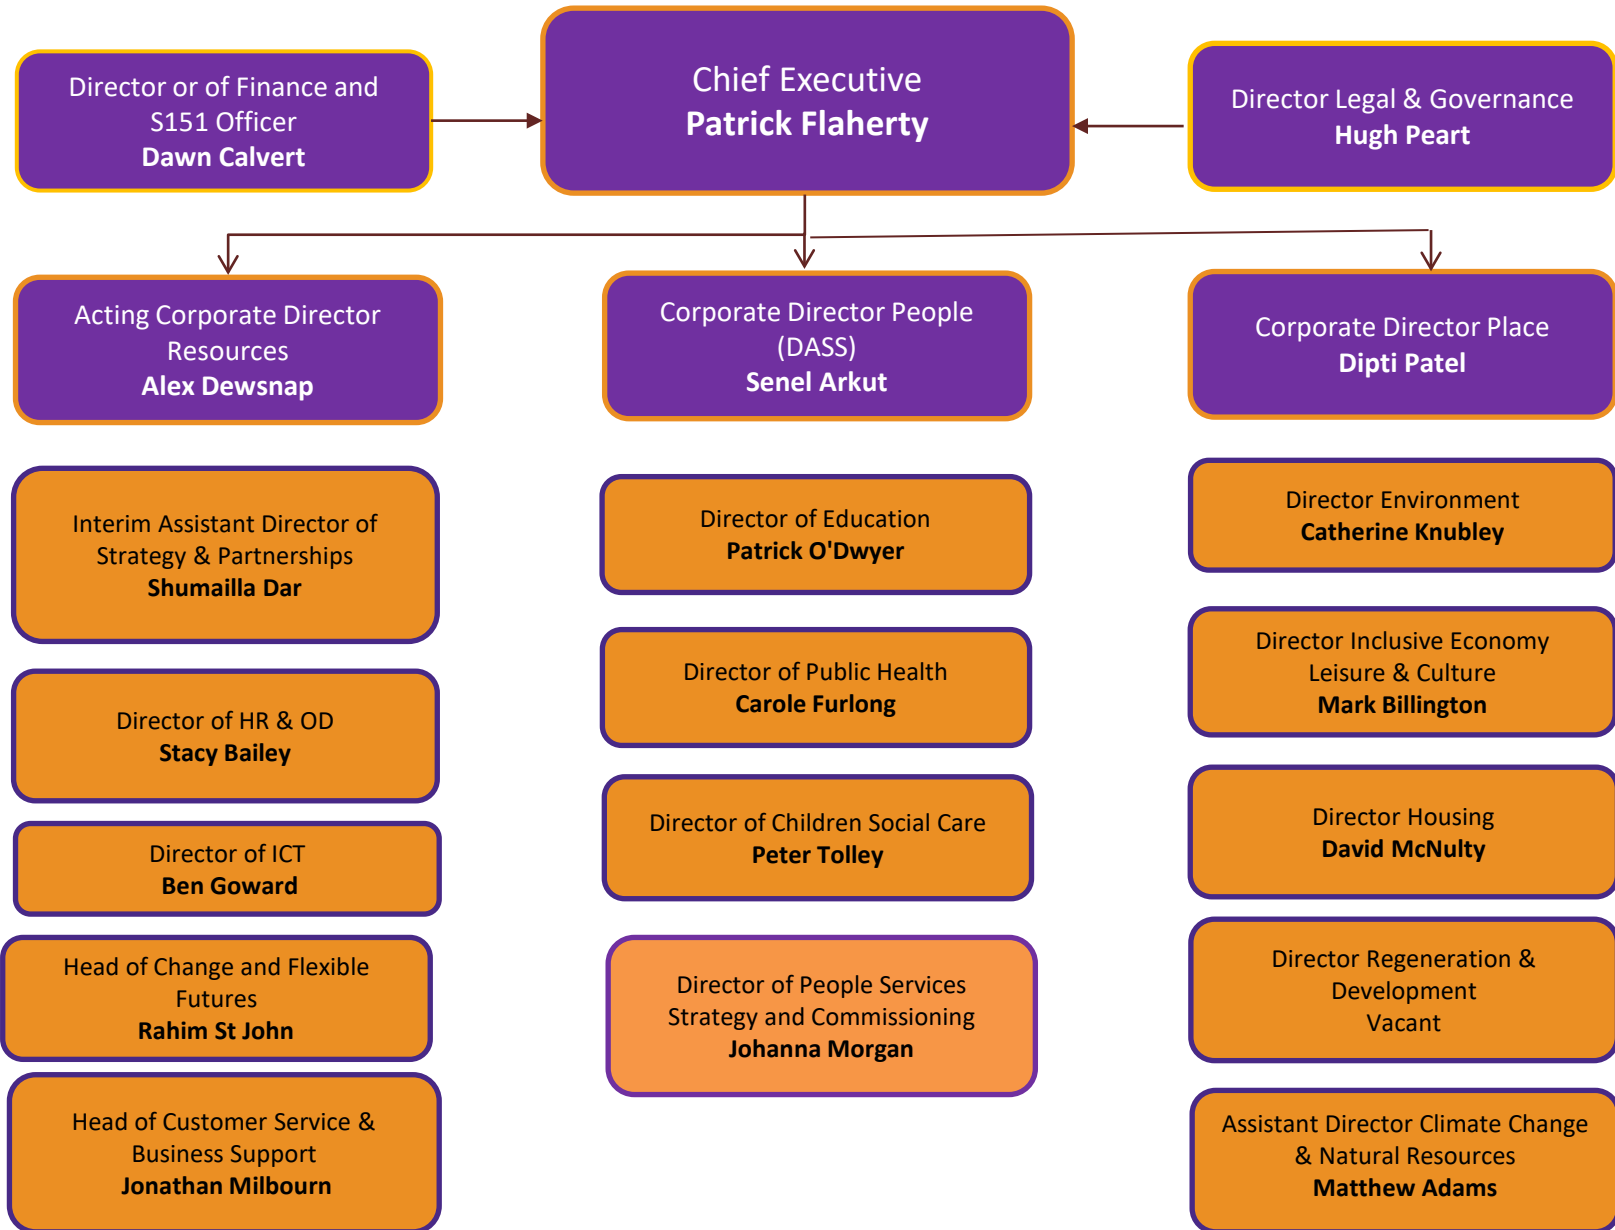 Director or of Finance and
S151 Officer
Dawn Calvert
Chief Executive
Patrick Flaherty
Director Legal & Governance
Hugh Peart
Acting Corporate Director
Resources
Alex Dewsnap
Corporate Director People
(DASS)
Senel Arkut
Corporate Director Place
Dipti Patel
Interim Assistant Director of
Strategy & Partnerships
Shumailla Dar
Director of HR & OD
Stacy Bailey
Director of ICT
Ben Goward
Head of Change and Flexible
Futures
Rahim St John
Head of Customer Service &
Business Support
Jonathan Milbourn
Director of Education
Patrick O'Dwyer
Director of Public Health
Carole Furlong
Director of Children Social Care
Peter Tolley
Director of People Services
Strategy and Commissioning
Johanna Morgan
Director Environment
Catherine Knubley
Director Inclusive Economy
Leisure & Culture
Mark Billington
Director Housing
David McNulty
Director Regeneration &
Development
Vacant
Assistant Director Climate Change
& Natural Resources
Matthew Adams